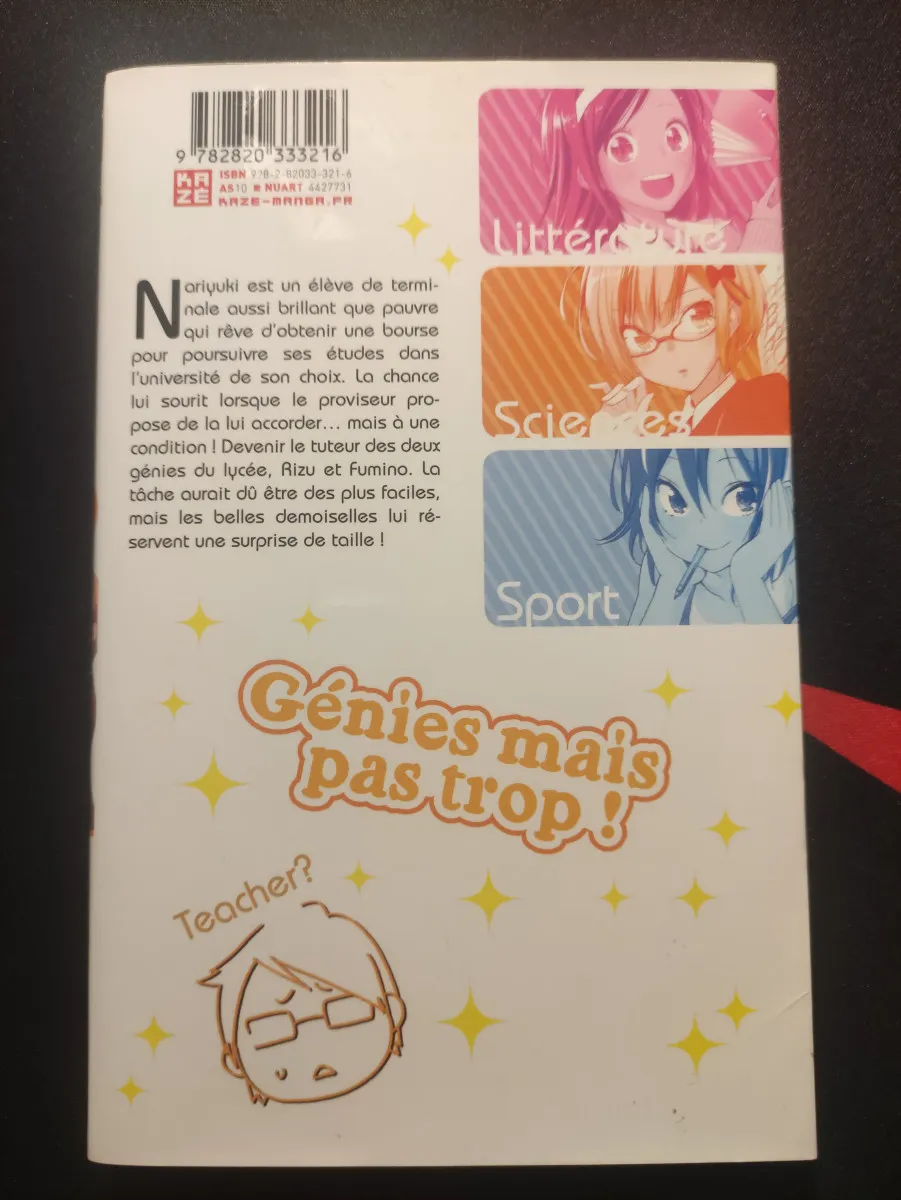 9 782820 333216
KAZÉ
ISBN 978-2-82033-321-6
AS10 ■ NUART 4427731
KAZE-MANGA.FR
Littérature
Nariyuki est un élève de termi-
nale aussi brillant que pauvre
qui rêve d'obtenir une bourse
pour poursuivre ses études dans
l'université de son choix. La chance
lui sourit lorsque le proviseur pro-
pose de la lui accorder... mais à une
condition ! Devenir le tuteur des deux
génies du lycée, Rizu et Fumino. La
tâche aurait dû être des plus faciles,
mais les belles demoiselles lui ré-
servent une surprise de taille !
Sciences
Sport
Génies mais
pas trop !
Teacher?